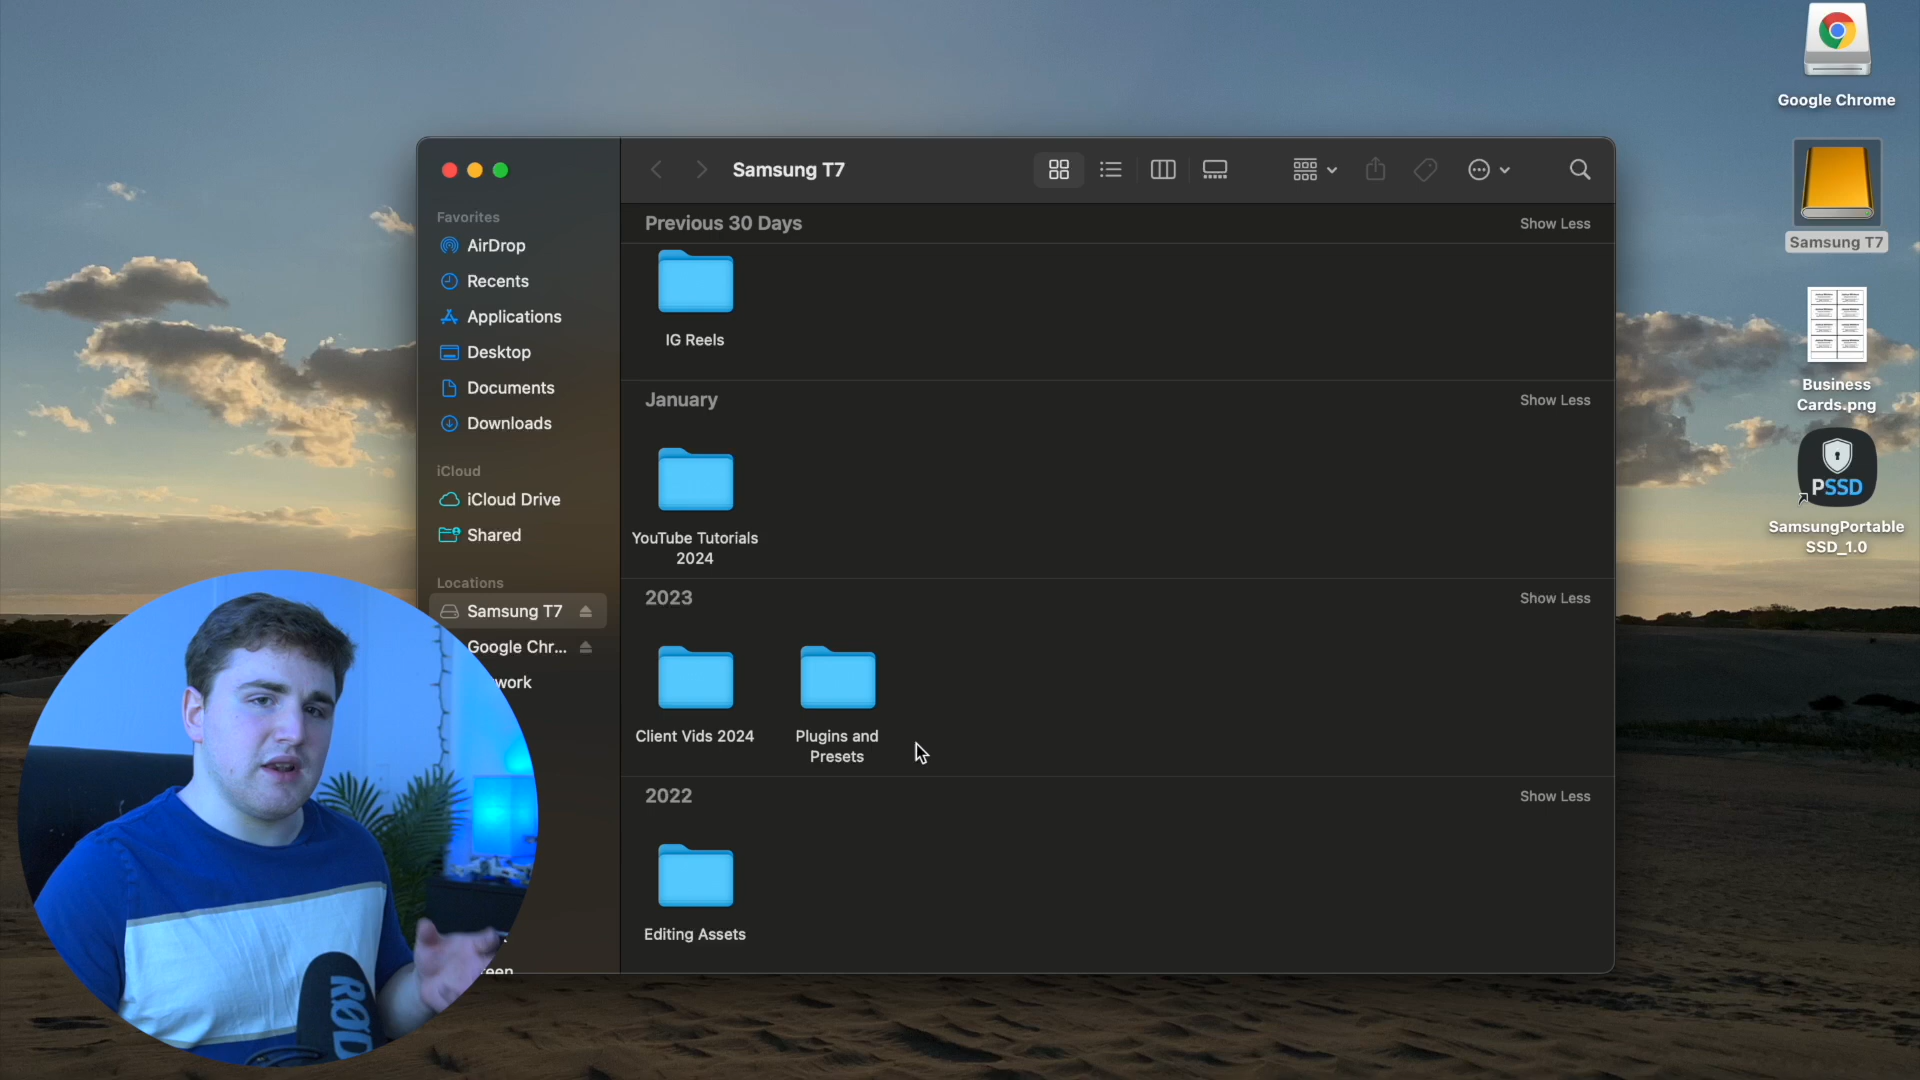 Google Chrome
Samsung T7
Business
Cards.png
PSSD
SamsungPortable
SSD_1.0
Samsung T7
Favorites
AirDrop
Recents
Applications
Desktop
Documents
Downloads
iCloud
iCloud Drive
Shared
Locations
Samsung T7
Google Chr...
work
een
Previous 30 Days
Show Less
IG Reels
January
Show Less
YouTube Tutorials
2024
2023
Show Less
Client Vids 2024
Plugins and
Presets
2022
Show Less
Editing Assets
RØD